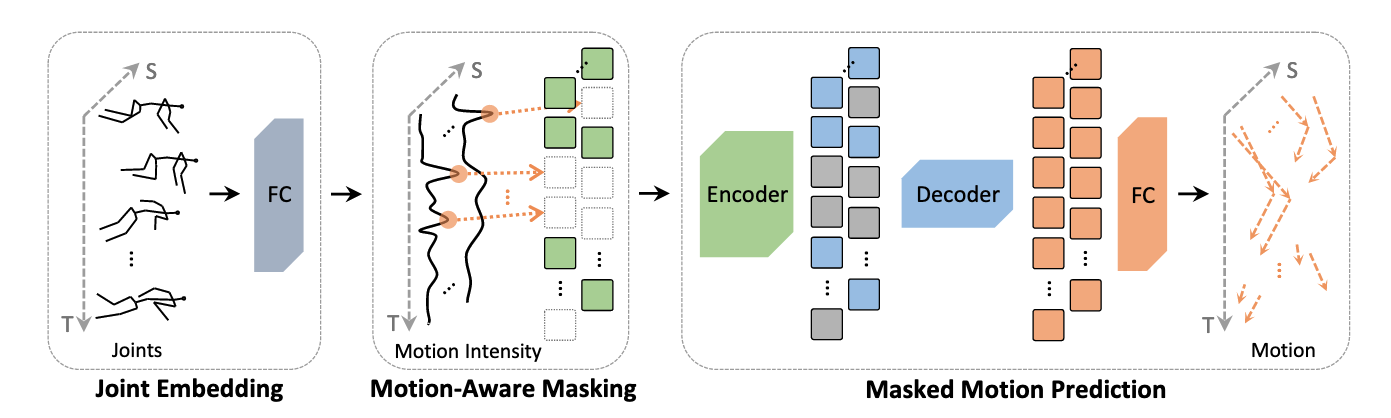 S
T
Joints
FC
Joint Embedding
S
T
Motion Intensity
Motion-Aware Masking
Encoder
Decoder
FC
S
T
Motion
Masked Motion Prediction